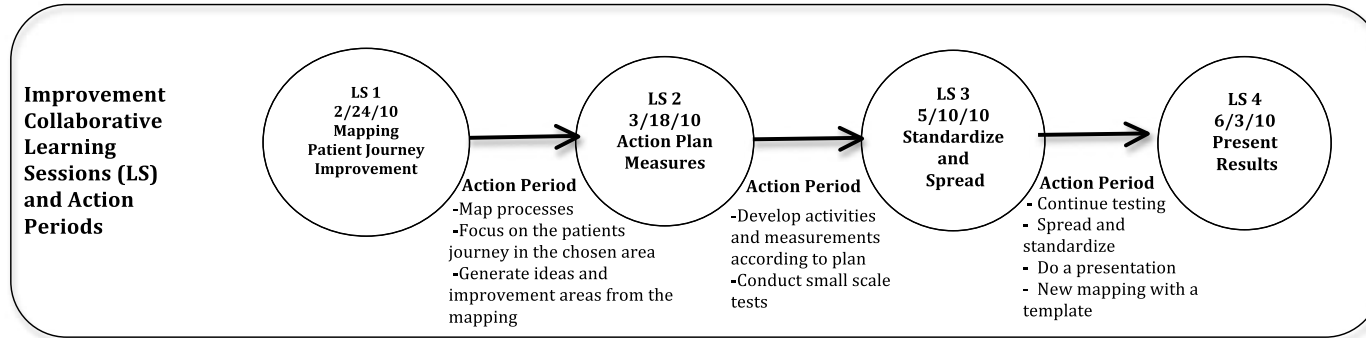 Improvement
Collaborative
Learning
Sessions (LS)
and Action
Periods
LS 1
2/24/10
Mapping
Patient Journey
Improvement
Action Period
-Map processes
-Focus on the patients
journey in the chosen area
-Generate ideas and
improvement areas from the
mapping
LS 2
3/18/10
Action Plan
Measures
Action Period
-Develop activities
and measurements
according to plan
-Conduct small scale
tests
LS 3
5/10/10
Standardize
and
Spread
Action Period
- Continue testing
- Spread and
standardize
- Do a presentation
- New mapping with a
template
LS 4
6/3/10
Present
Results